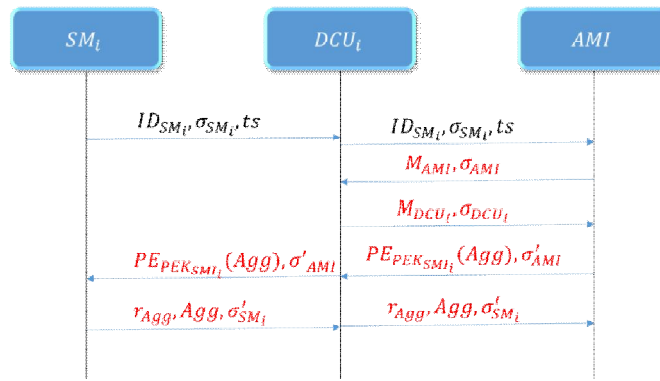 SM_i DCU_i AMI
ID_{SM_i}, σ_{SM_i}, ts
ID_{SM_i}, σ_{SM_i}, ts
M_{AMI}, σ_{AMI}
M_{DCU_i}, σ_{DCU_i}
PE_{PEK_{SMI_i}}(Agg), σ'_{AMI}
PE_{PEK_{SMI_i}}(Agg), σ'_{AMI}
r_{Agg}, Agg, σ'_{SM_i}
r_{Agg}, Agg, σ'_{SM_i}